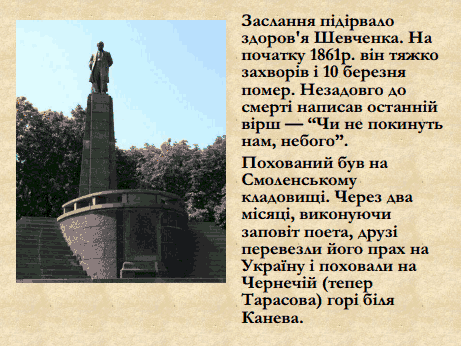 Заслання підірвало
здоров'я Шевченка. На
початку 1861р. він тяжко
захворів і 10 березня
помер. Незадовго до
смерті написав останній
вірш — “Чи не покинуть
нам, небого”.
Похований був на
Смоленському
кладовищі. Через два
місяці, виконуючи
заповіт поета, друзі
перевезли його прах на
Україну і поховали на
Чернечій (тепер
Тарасова) горі біля
Канева.